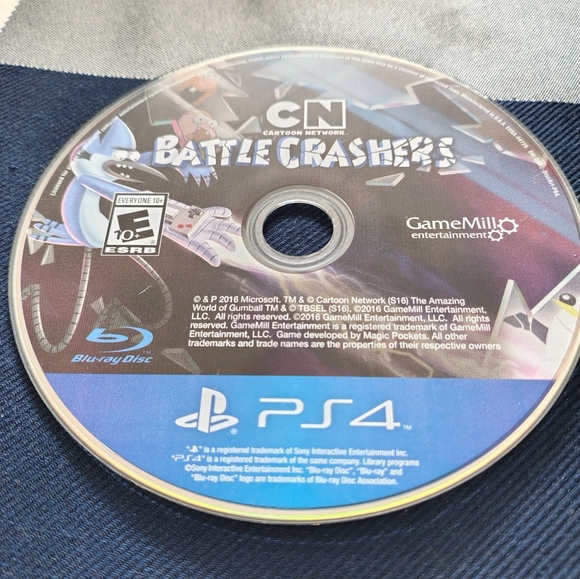 CN
CARTOON NETWORK™
BATTLE CRASHERS
EVERYONE 10+
E
10+
ESRB
GameMill
entertainment
© & P 2016 Microsoft. TM & © Cartoon Network (S16) The Amazing
World of Gumball TM & © TBSEL (S16), ©2016 GameMill Entertainment,
LLC. All rights reserved. ©2016 GameMill Entertainment, LLC. All rights
reserved. GameMill Entertainment is a registered trademark of GameMill
Entertainment, LLC. Game developed by Magic Pockets. All other
trademarks and trade names are the properties of their respective owners
Blu-ray Disc™
PS4™
is a registered trademark of Sony Interactive Entertainment Inc.
"PS4" is a registered trademark of the same company. Library programs
©Sony Interactive Entertainment Inc. "Blu-ray Disc", "Blu-ray" and
"Blu-ray Disc" logo are trademarks of Blu-ray Disc Association.